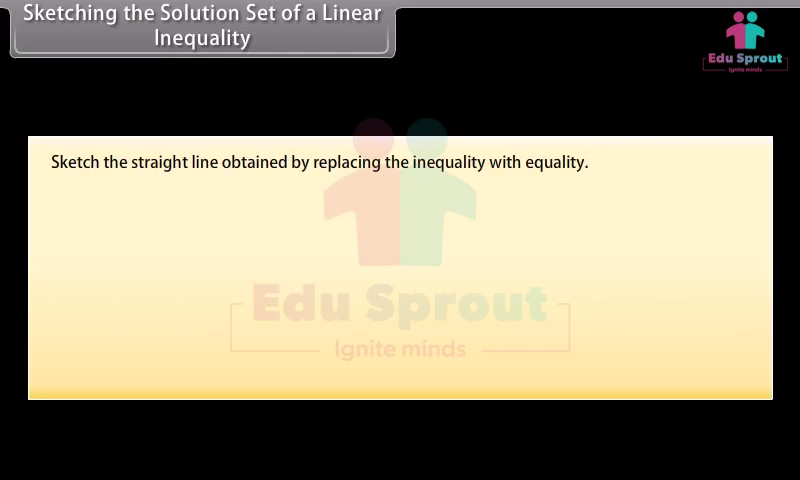 Sketching the Solution Set of a Linear
Inequality
Edu Sprout
Ignite minds
Sketch the straight line obtained by replacing the inequality with equality.
Edu Sprout
Ignite minds